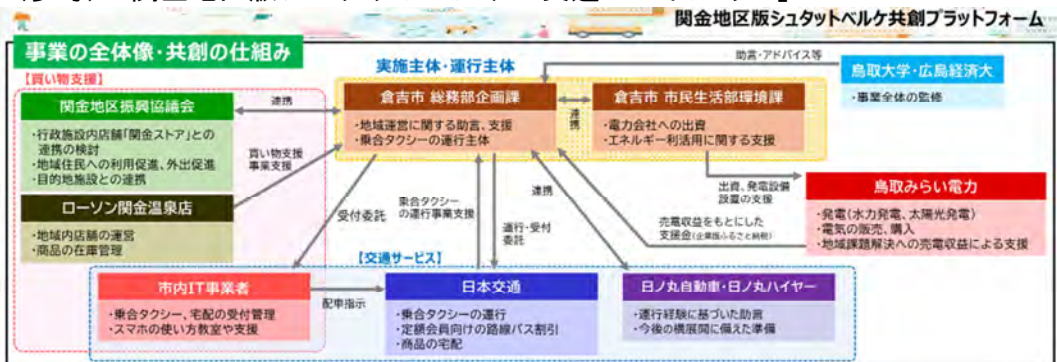 関金地区版シュタットベルケ共創プラットフォーム
事業の全体像・共創の仕組み
【買い物支援】
実施主体・運行主体
助言・アドバイス等
鳥取大学・広島経済大
・事業全体の監修
関金地区振興協議会
・行政施設内店舗「関金ストア」との
連携の検討
・地域住民への利用促進、外出促進
・目的地施設との連携
連携
倉吉市 総務部企画課
・地域運営に関する助言、支援
・乗合タクシーの運行主体
連携
倉吉市 市民生活部環境課
・電力会社への出資
・エネルギー利活用に関する支援
買い物支援
事業支援
ローソン関金温泉店
・地域内店舗の運営
・商品の在庫管理
受付委託
乗合タクシー
の運行事業支援
運行・受付
委託
連携
売電収益をもとにした
支援金(企業版ふるさと納税)
出資、発電設備
設置の支援
鳥取みらい電力
・発電(水力発電、太陽光発電)
・電気の販売、購入
・地域課題解決への売電収益による支援
【交通サービス】
市内IT事業者
・乗合タクシー、宅配の受付管理
・スマホの使い方教室や支援
配車指示
日本交通
・乗合タクシーの運行
・定額会員向けの路線バス割引
・商品の宅配
日ノ丸自動車・日ノ丸ハイヤー
・運行経験に基づいた助言
・今後の横展開に備えた準備